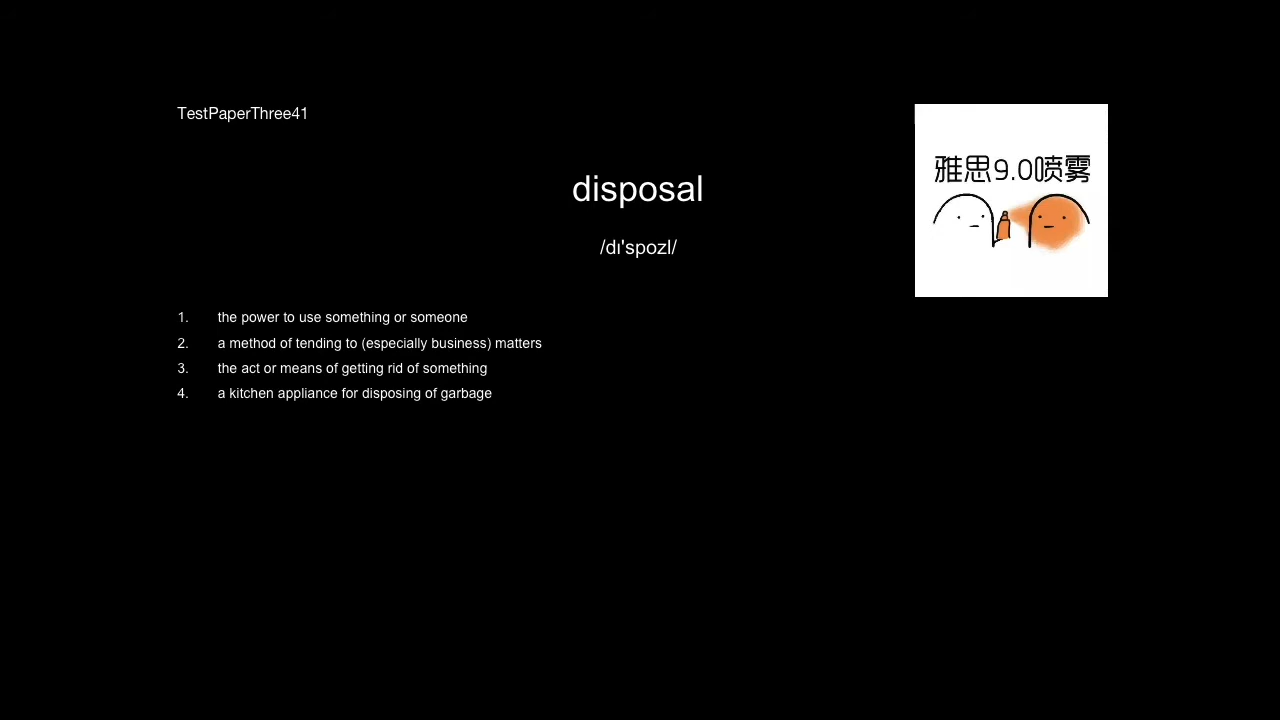 TestPaperThree41
雅思9.0喷雾
disposal
/dɪ'spozl/
1. the power to use something or someone
2. a method of tending to (especially business) matters
3. the act or means of getting rid of something
4. a kitchen appliance for disposing of garbage